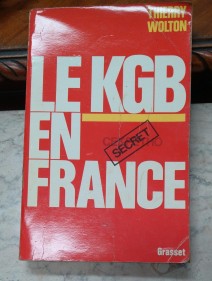 THIERRY
WOLTON
LE KGB
EN
SECRET
FRANCE
Grasset